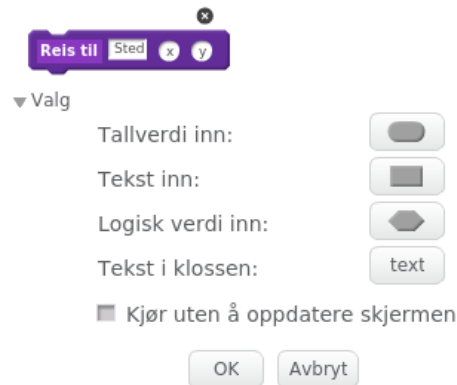 Reis til Sted x y
Valg
Tallverdi inn:
Tekst inn:
Logisk verdi inn:
Tekst i klossen: text
Kjør uten å oppdatere skjermen
OK Avbryt